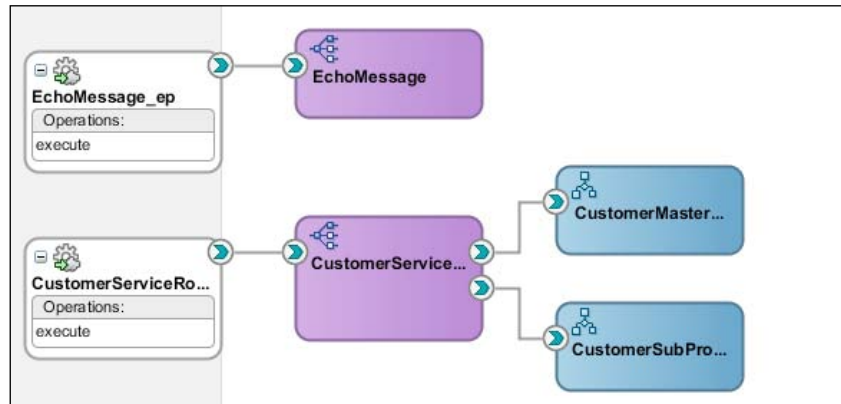 EchoMessage_ep
Operations:
execute
EchoMessage
CustomerServiceRo...
Operations:
execute
CustomerService...
CustomerMaster...
CustomerSubPro...